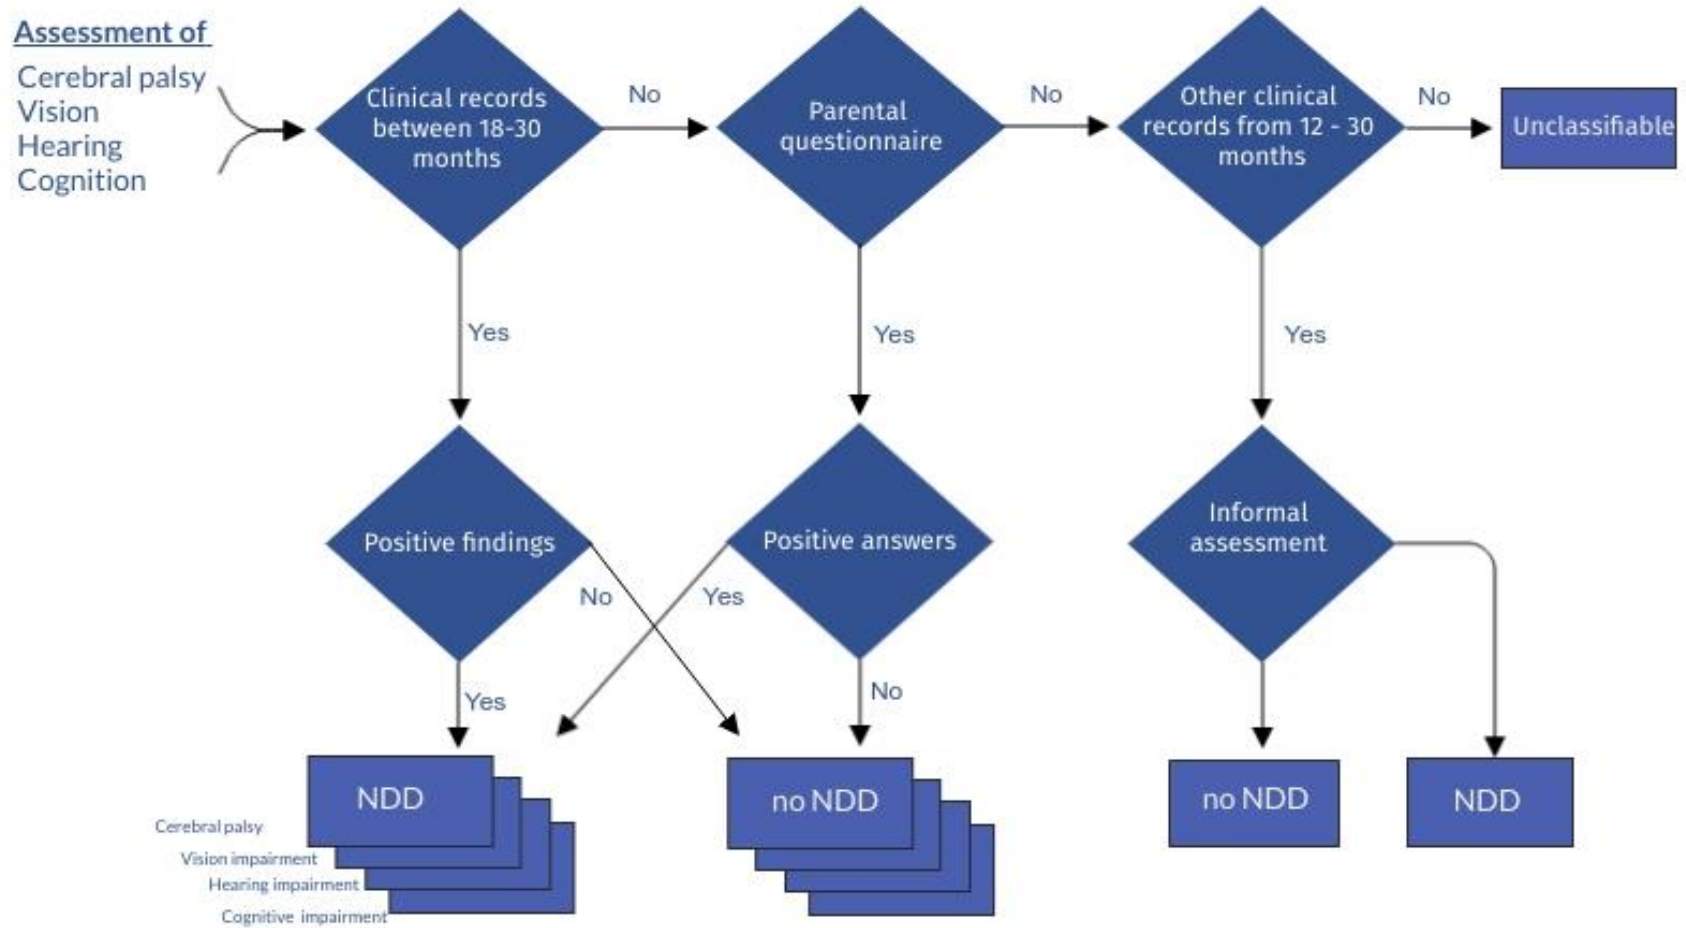 Assessment of
Cerebral palsy
Vision
Hearing
Cognition
Clinical records
between 18-30
months
No
Parental
questionnaire
No
Other clinical
records from 12 - 30
months
No
Unclassifiable
Yes
Yes
Yes
Positive findings
Positive answers
Informal
assessment
No
Yes
Yes
No
NDD
no NDD
no NDD
NDD
Cerebral palsy
Vision impairment
Hearing impairment
Cognitive impairment